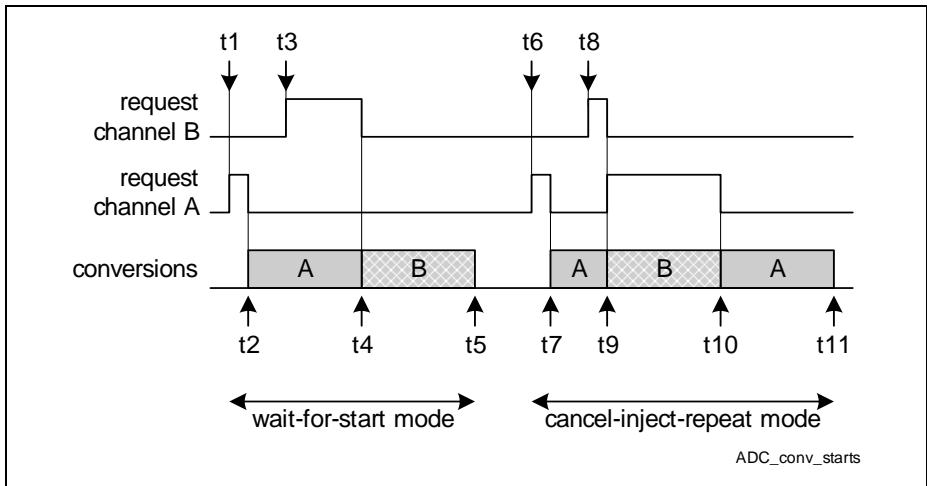 t1 t3 t6 t8
request
channel B
request
channel A
conversions A B A B A
t2 t4 t5 t7 t9 t10 t11
wait-for-start mode cancel-inject-repeat mode
ADC_conv_starts